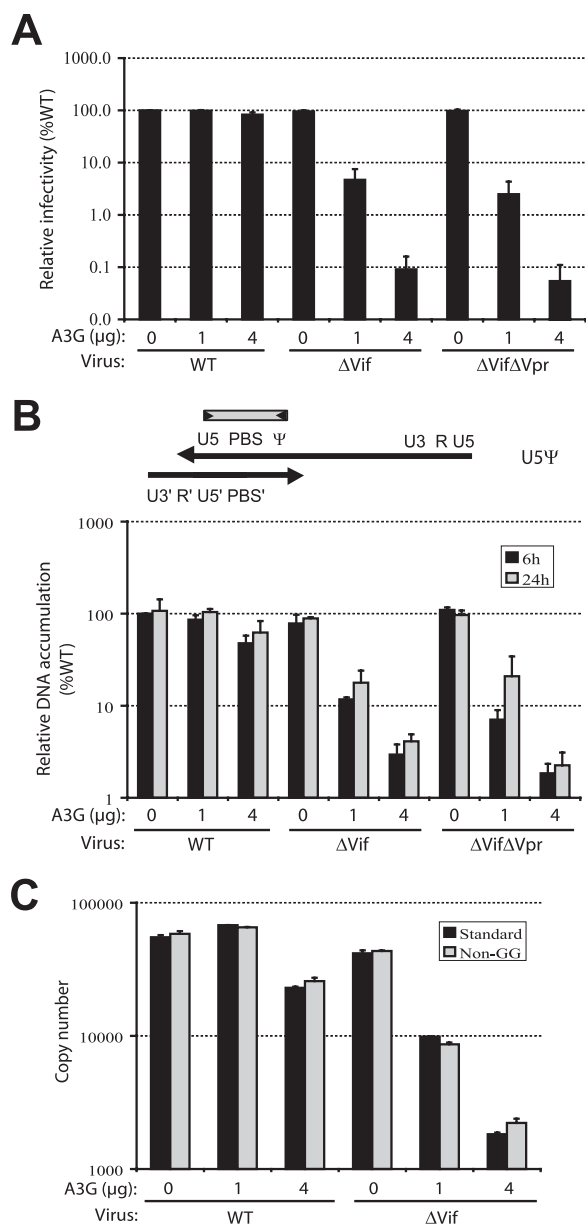 A
Relative infectivity (%WT)
1000.0
100.0
10.0
1.0
0.1
0.0
A3G (µg): 0 1 4 0 1 4 0 1 4
Virus: WT ΔVif ΔVifΔVpr
B
U5 PBS Ψ U3 R U5 U5Ψ
U3' R' U5' PBS'
Relative DNA accumulation
(%WT)
1000
100
10
1
6h
24h
A3G (µg): 0 1 4 0 1 4 0 1 4
Virus: WT ΔVif ΔVifΔVpr
C
Copy number
100000
10000
1000
Standard
Non-GG
A3G (µg): 0 1 4 0 1 4
Virus: WT ΔVif